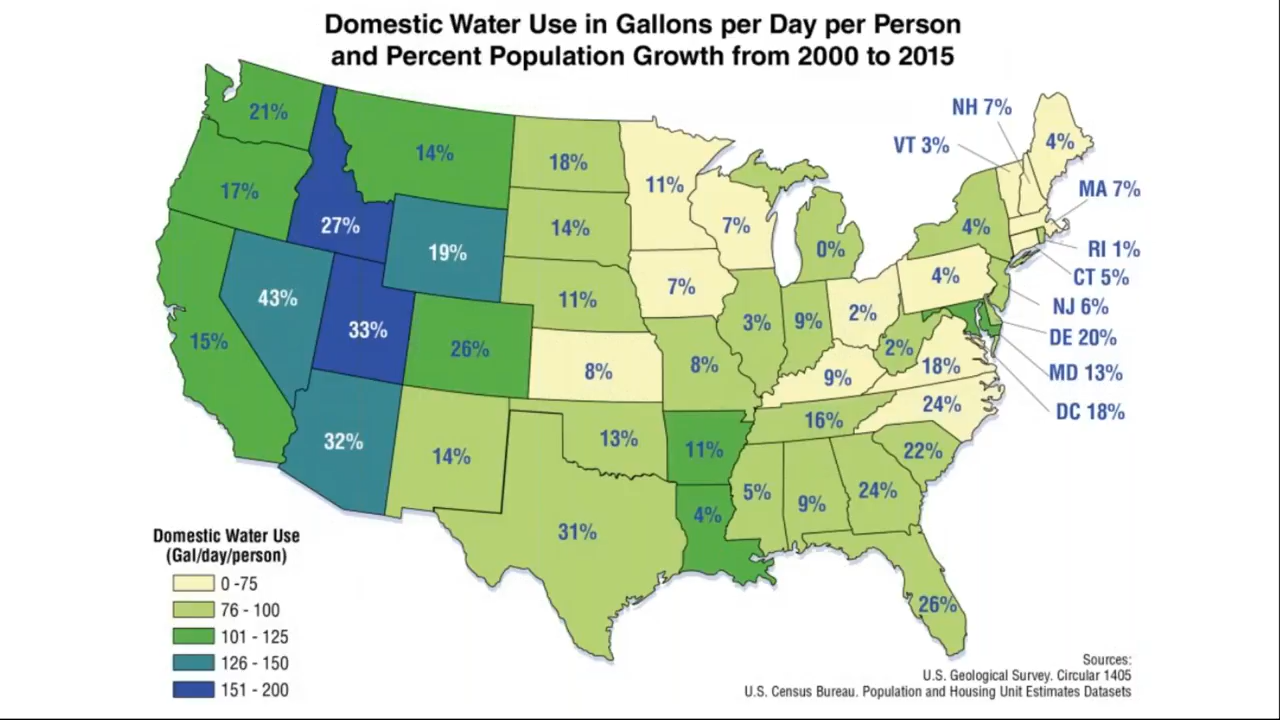 Domestic Water Use in Gallons per Day per Person
and Percent Population Growth from 2000 to 2015
NH 7%
21%
4%
VT 3%
14%
18%
11%
MA 7%
17%
27%
14%
7%
4%
19%
0%
RI 1%
4%
CT 5%
7%
43%
11%
NJ 6%
2%
3%
9%
33%
DE 20%
15%
26%
2%
8%
8%
18%
9%
MD 13%
24%
DC 18%
16%
13%
32%
11%
22%
14%
5%
24%
9%
4%
31%
26%
Domestic Water Use
(Gal/day/person)
0 -75
76 - 100
101 - 125
126 - 150
151 - 200
Sources:
U.S. Geological Survey. Circular 1405
U.S. Census Bureau. Population and Housing Unit Estimates Datasets